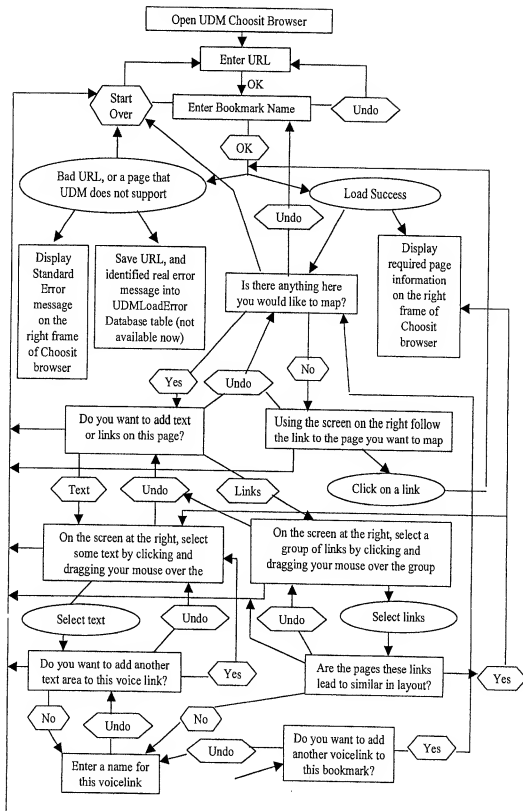 Open UDM Choosit Browser
Enter URL
OK
Start
Over
Enter Bookmark Name
Undo
OK
Bad URL, or a page that
UDM does not support
Load Success
Undo
Display
Standard
Error
message
on the
right frame
of Choosit
browser
Save URL, and
identified real error
message into
UDMLoadError
Database table (not
available now)
Is there anything here
you would like to map?
Display
required page
information
on the right
frame of
Choosit
browser
Yes
Undo
No
Do you want to add text
or links on this page?
Using the screen on the right follow
the link to the page you want to map
Text
Undo
Links
Click on a link
On the screen at the right, select
some text by clicking and
dragging your mouse over the
On the screen at the right, select a
group of links by clicking and
dragging your mouse over the group
Select text
Undo
Undo
Select links
Do you want to add another
text area to this voice link?
Yes
Are the pages these links
lead to similar in layout?
Yes
No
Undo
No
Enter a name for
this voicelink
Undo
Do you want to add
another voicelink to
this bookmark?
Yes